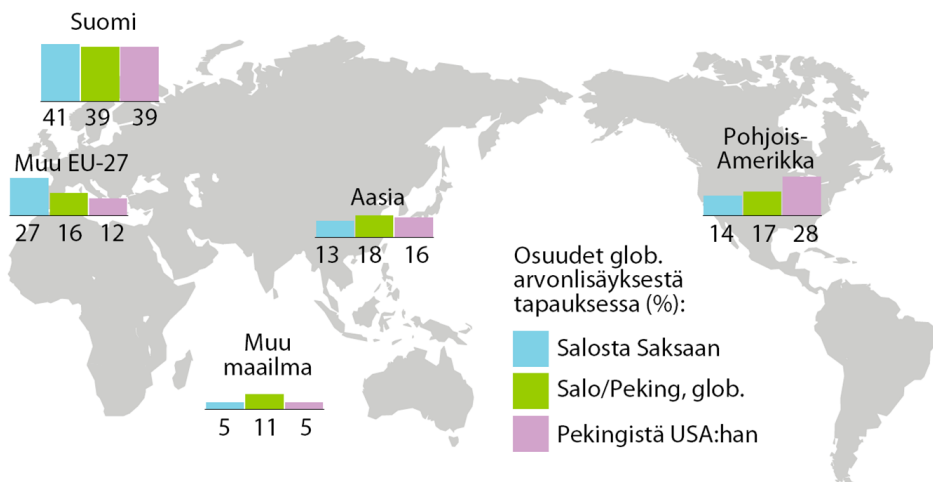 Suomi
41 39 39
Muu EU-27
27 16 12
Aasia
13 18 16
Pohjois-
Amerikka
14 17 28
Muu
maailma
5 11 5
Osuudet glob.
arvonlisäyksestä
tapauksessa (%):
Salosta Saksaan
Salo/Peking, glob.
Pekingistä USA:han